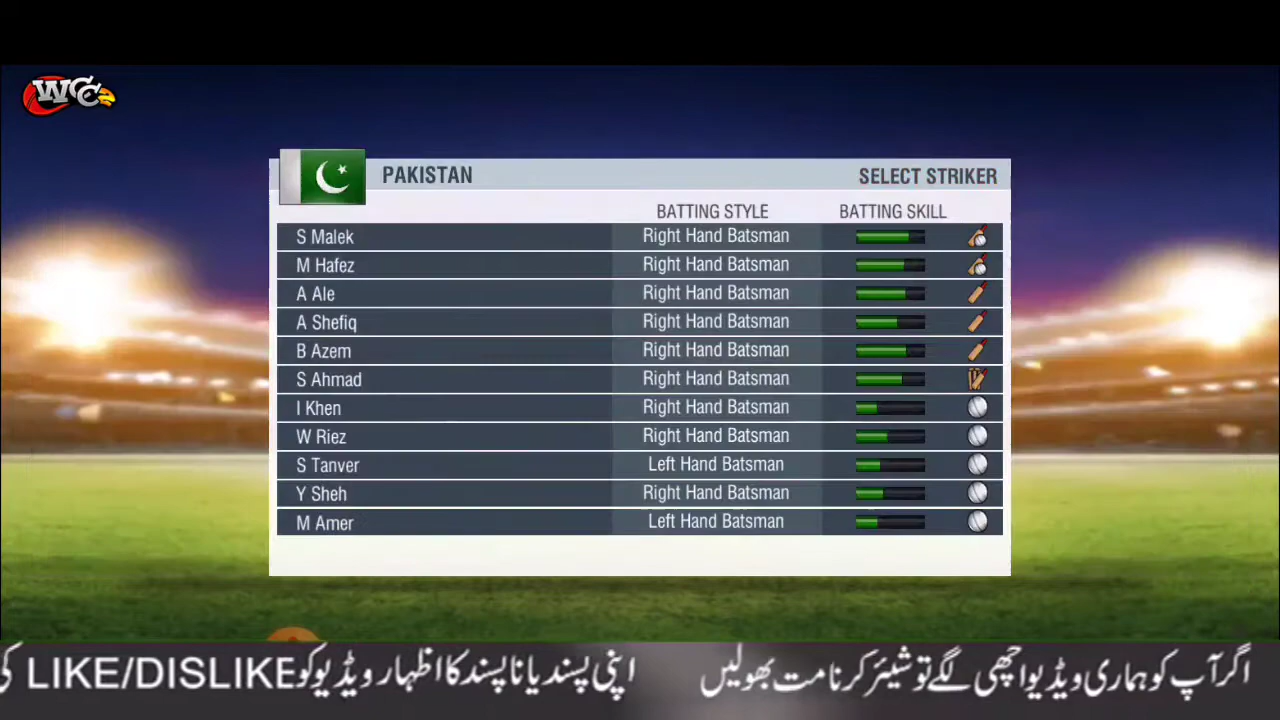 WCC2
PAKISTAN SELECT STRIKER
BATTING STYLE BATTING SKILL
S Malek Right Hand Batsman
M Hafez Right Hand Batsman
A Ale Right Hand Batsman
A Shefiq Right Hand Batsman
B Azem Right Hand Batsman
S Ahmad Right Hand Batsman
I Khen Right Hand Batsman
W Riez Right Hand Batsman
S Tanver Left Hand Batsman
Y Sheh Right Hand Batsman
M Amer Left Hand Batsman
اگر آپ کو ہماری ویڈیو اچھی لگے تو شیئر کرنا مت بھولیں اپنی پسند یا ناپسند کا اظہار ویڈیو کو LIKE/DISLIKE کی